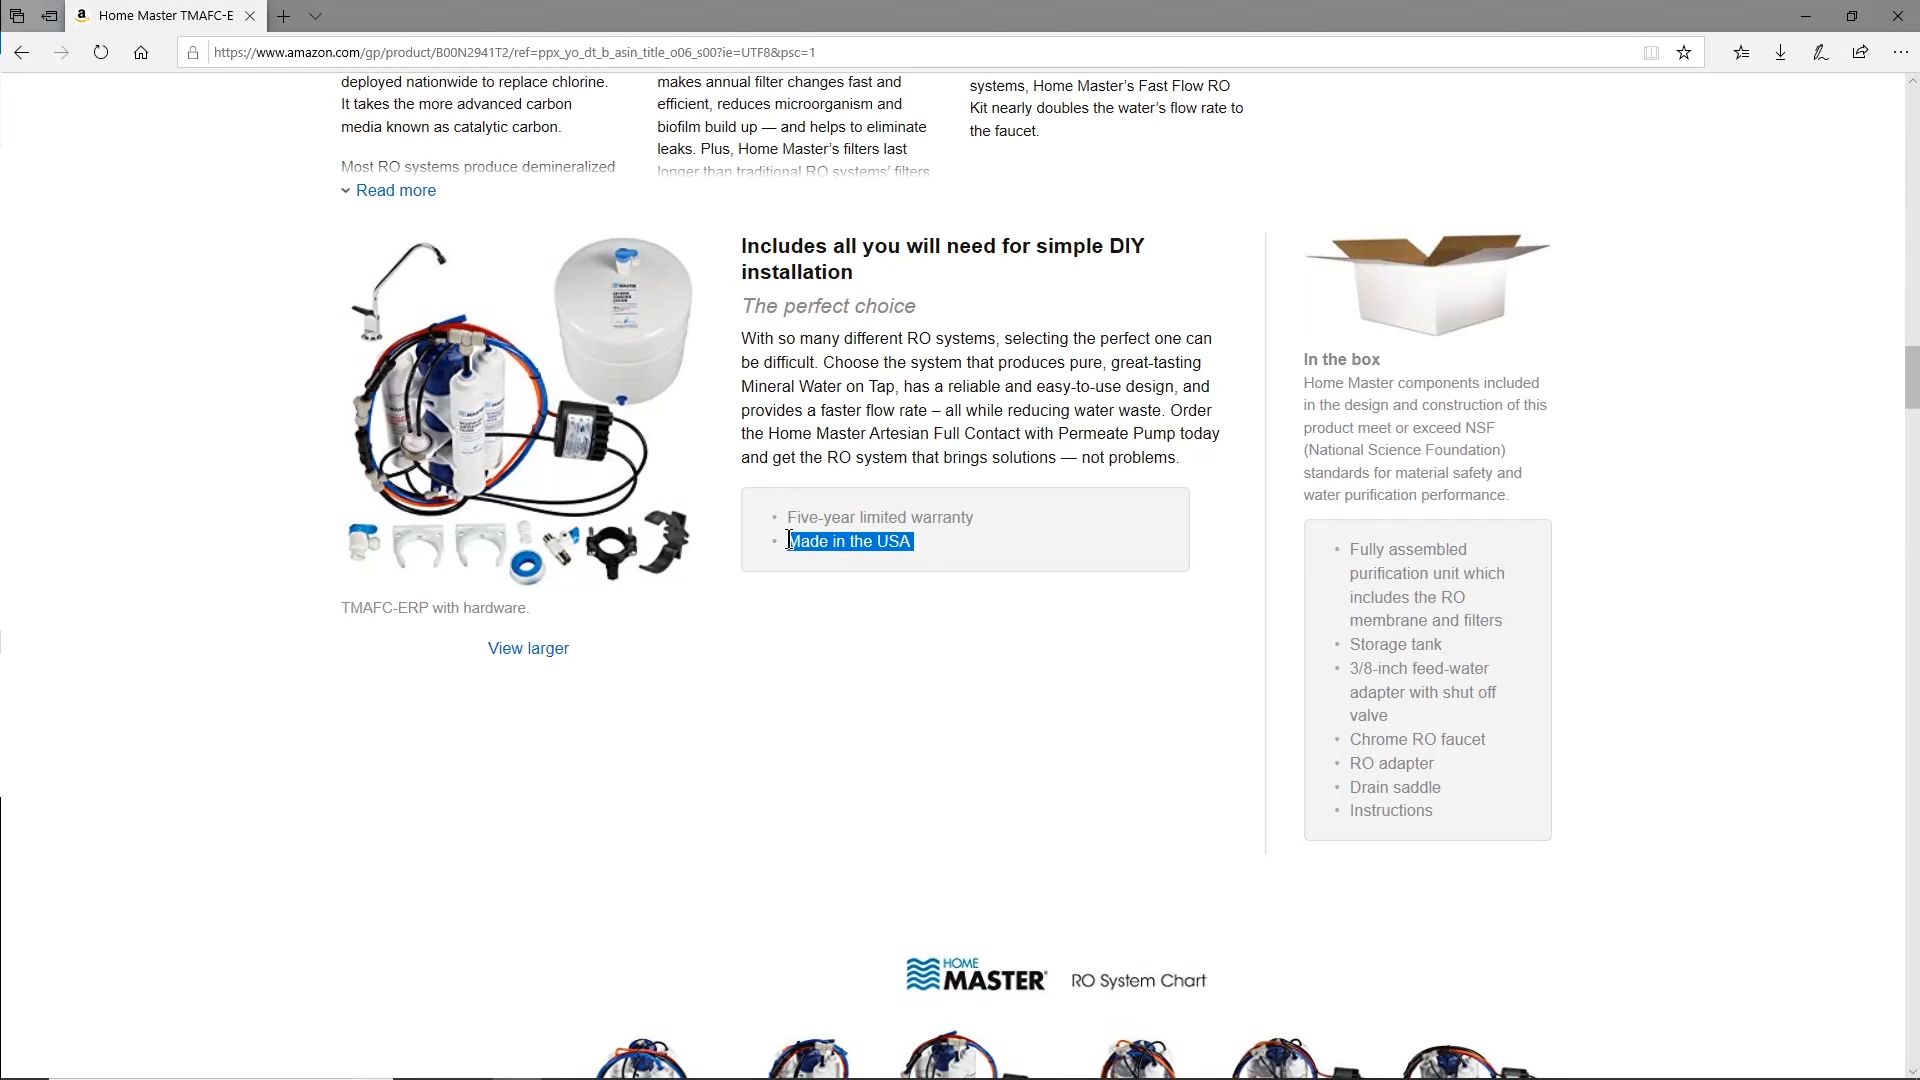 Home Master TMAFC-E
https://www.amazon.com/gp/product/B00N2941T2/ref=ppx_yo_dt_b_asin_title_o06_s00?ie=UTF8&psc=1
deployed nationwide to replace chlorine.
It takes the more advanced carbon
media known as catalytic carbon.
Most RO systems produce demineralized
Read more
makes annual filter changes fast and
efficient, reduces microorganism and
biofilm build up — and helps to eliminate
leaks. Plus, Home Master’s filters last
longer than traditional RO systems’ filters
systems, Home Master’s Fast Flow RO
Kit nearly doubles the water’s flow rate to
the faucet.
TMAFC-ERP with hardware.
View larger
Includes all you will need for simple DIY
installation
The perfect choice
With so many different RO systems, selecting the perfect one can
be difficult. Choose the system that produces pure, great-tasting
Mineral Water on Tap, has a reliable and easy-to-use design, and
provides a faster flow rate – all while reducing water waste. Order
the Home Master Artesian Full Contact with Permeate Pump today
and get the RO system that brings solutions — not problems.
• Five-year limited warranty
• Made in the USA
In the box
Home Master components included
in the design and construction of this
product meet or exceed NSF
(National Science Foundation)
standards for material safety and
water purification performance.
• Fully assembled
purification unit which
includes the RO
membrane and filters
• Storage tank
• 3/8-inch feed-water
adapter with shut off
valve
• Chrome RO faucet
• RO adapter
• Drain saddle
• Instructions
HOME
MASTER
RO System Chart